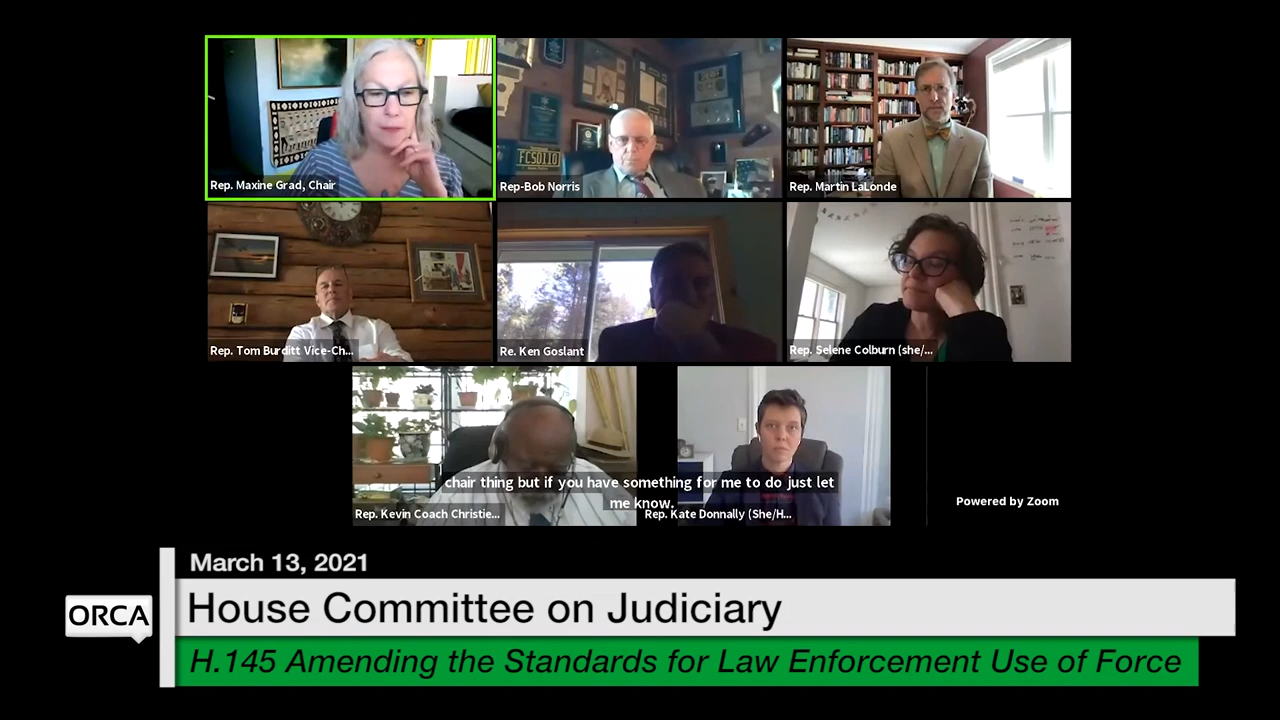 FCSO110
Rep. Maxine Grad, Chair
Rep-Bob Norris
Rep. Martin LaLonde
Rep. Tom Burditt Vice-Ch...
Re. Ken Goslant
Rep. Selene Colburn (she/...
chair thing but if you have something for me to do just let
me know.
Rep. Kevin Coach Christie...
Rep. Kate Donnally (She/H...
Powered by Zoom
March 13, 2021
ORCA
House Committee on Judiciary
H.145 Amending the Standards for Law Enforcement Use of Force